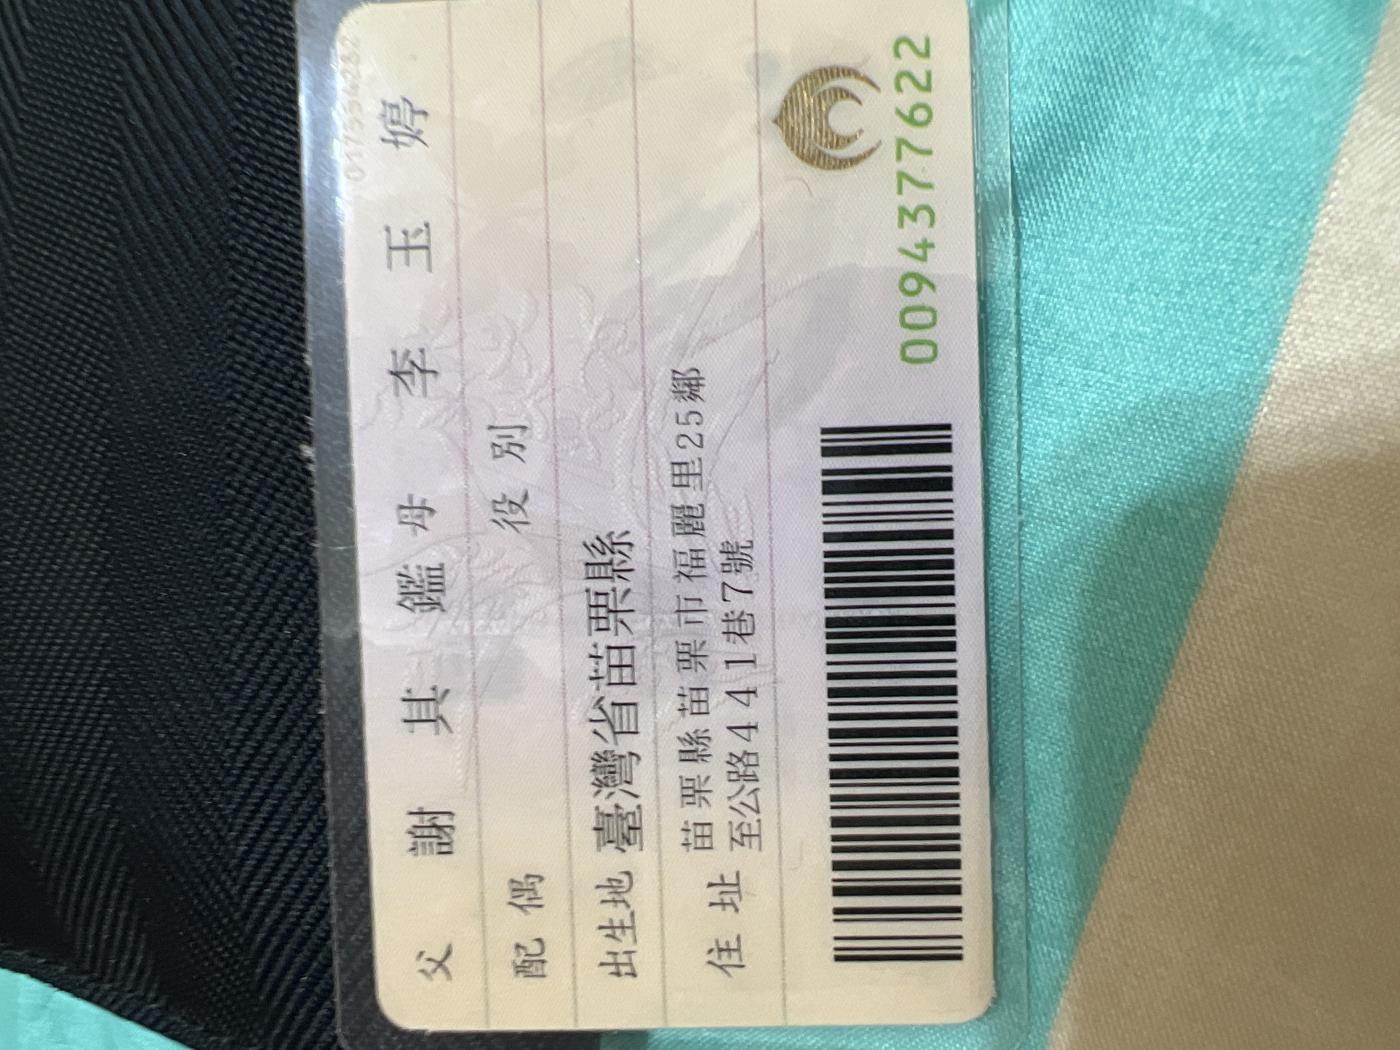 父 謝其鑑 母 李玉婷
配偶 役別
出生地 臺灣省苗栗縣
住址 苗栗縣苗栗市福麗里25鄰
至公路441巷7號
0094377622